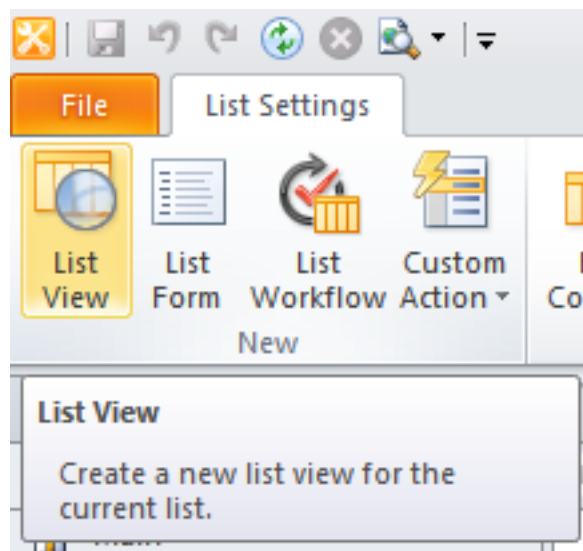 File
List Settings
List View
List Form
List Workflow
Custom Action
Co
New
List View
Create a new list view for the
current list.